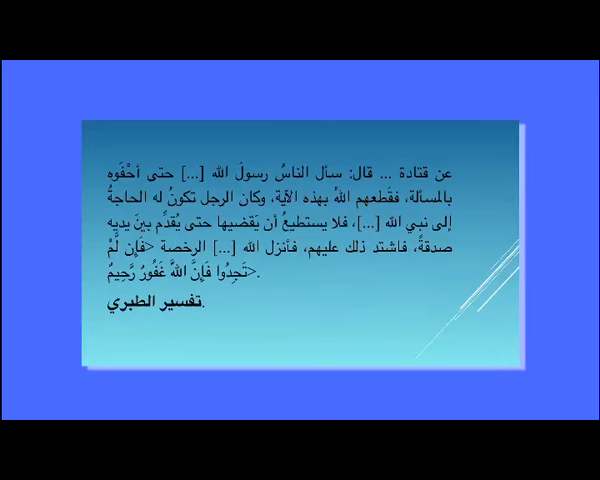 عن قتادة ... قال: سأل الناسُ رسولَ الله [...] حتى أحْفَوه
بالمسألة، فقَطعهم اللهُ بهذه الآية، وكان الرجل تكونُ له الحاجةُ
إلى نبي الله [...]، فلا يستطيعُ أن يَقضيها حتى يُقدِّم بينَ يديه
صدقةً، فاشتد ذلك عليهم، فأنزل الله [...] الرخصة <فَإِن لَّمْ
تَجِدُوا فَإِنَّ اللَّهَ غَفُورٌ رَّحِيمٌ>.
تفسير الطبري.